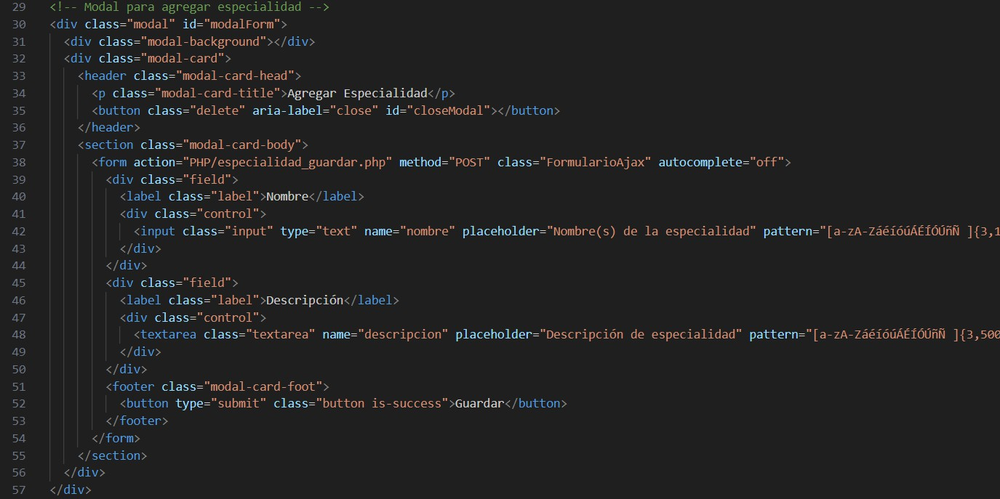 29 <!-- Modal para agregar especialidad -->
30 <div class="modal" id="modalForm">
31 <div class="modal-background"></div>
32 <div class="modal-card">
33 <header class="modal-card-head">
34 <p class="modal-card-title">Agregar Especialidad</p>
35 <button class="delete" aria-label="close" id="closeModal"></button>
36 </header>
37 <section class="modal-card-body">
38 <form action="PHP/especialidad_guardar.php" method="POST" class="FormularioAjax" autocomplete="off">
39 <div class="field">
40 <label class="label">Nombre</label>
41 <div class="control">
42 <input class="input" type="text" name="nombre" placeholder="Nombre(s) de la especialidad" pattern="[a-zA-ZáéíóúÁÉÍÓÚñÑ ]{3,1
43 </div>
44 </div>
45 <div class="field">
46 <label class="label">Descripción</label>
47 <div class="control">
48 <textarea class="textarea" name="descripcion" placeholder="Descripción de especialidad" pattern="[a-zA-ZáéíóúÁÉÍÓÚñÑ ]{3,500
49 </div>
50 </div>
51 <footer class="modal-card-foot">
52 <button type="submit" class="button is-success">Guardar</button>
53 </footer>
54 </form>
55 </section>
56 </div>
57 </div>